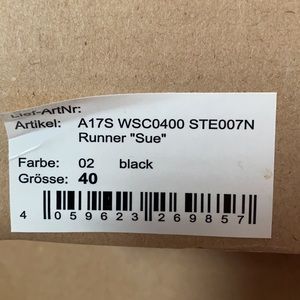 Lief-ArtNr:
Artikel: A17S WSC0400 STE007N
Runner "Sue"
Farbe: 02 black
Grösse: 40
4 059623 269857